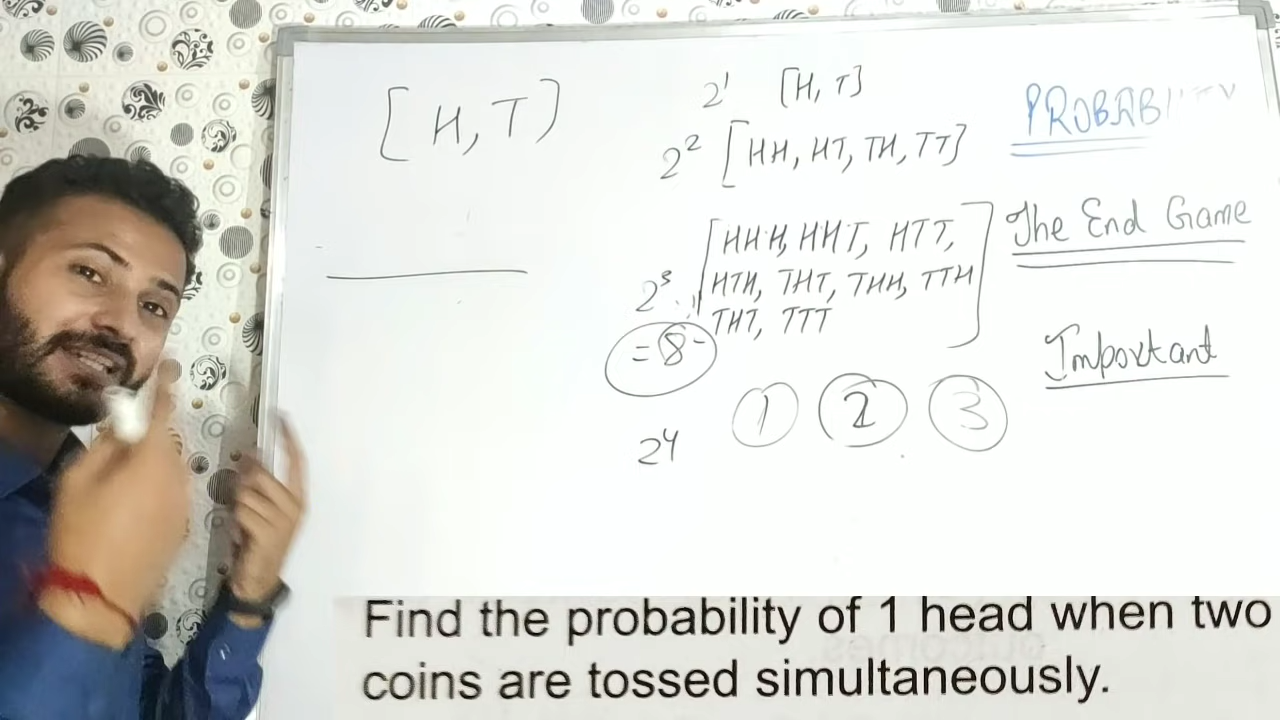 [H, T]
2¹ [H, T]
2² [HH, HT, TH, TT]
[HHH, HHT, HTT,
2³ HTH, THT, THH, TTH
THT, TTT]
= 8
1 2 3
2⁴
The End Game
Important
Find the probability of 1 head when two
coins are tossed simultaneously.